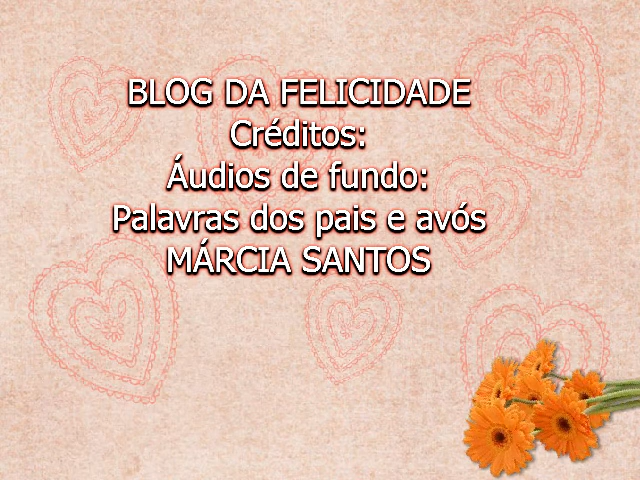 BLOG DA FELICIDADE
Créditos:
Áudios de fundo:
Palavras dos pais e avós
MÁRCIA SANTOS